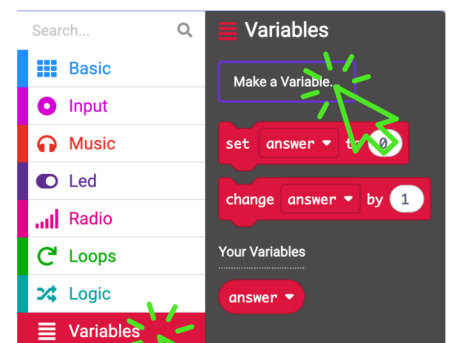 Search...
Basic
Input
Music
Led
Radio
Loops
Logic
Variables
Variables
Make a Variable...
set answer to 0
change answer by 1
Your Variables
answer